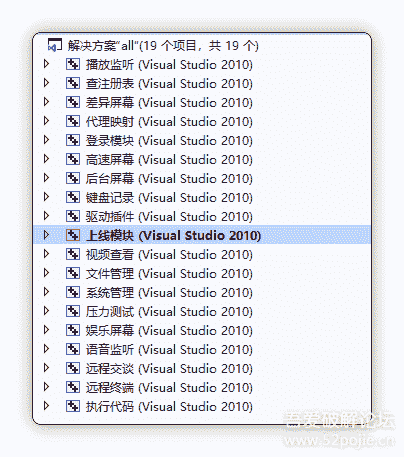 解决方案"all"(19 个项目，共 19 个)
播放监听 (Visual Studio 2010)
查注册表 (Visual Studio 2010)
差异屏幕 (Visual Studio 2010)
代理映射 (Visual Studio 2010)
登录模块 (Visual Studio 2010)
高速屏幕 (Visual Studio 2010)
后台屏幕 (Visual Studio 2010)
键盘记录 (Visual Studio 2010)
驱动插件 (Visual Studio 2010)
上线模块 (Visual Studio 2010)
视频查看 (Visual Studio 2010)
文件管理 (Visual Studio 2010)
系统管理 (Visual Studio 2010)
压力测试 (Visual Studio 2010)
娱乐屏幕 (Visual Studio 2010)
语音监听 (Visual Studio 2010)
远程交谈 (Visual Studio 2010)
远程终端 (Visual Studio 2010)
执行代码 (Visual Studio 2010)
吾爱破解论坛
www.52pojie.cn